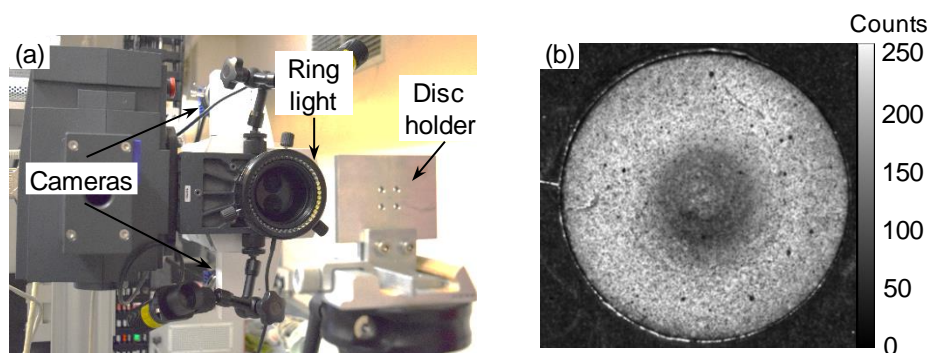 (a)
Ring
light
Disc
holder
Cameras
(b)
Counts
250
200
150
100
50
0